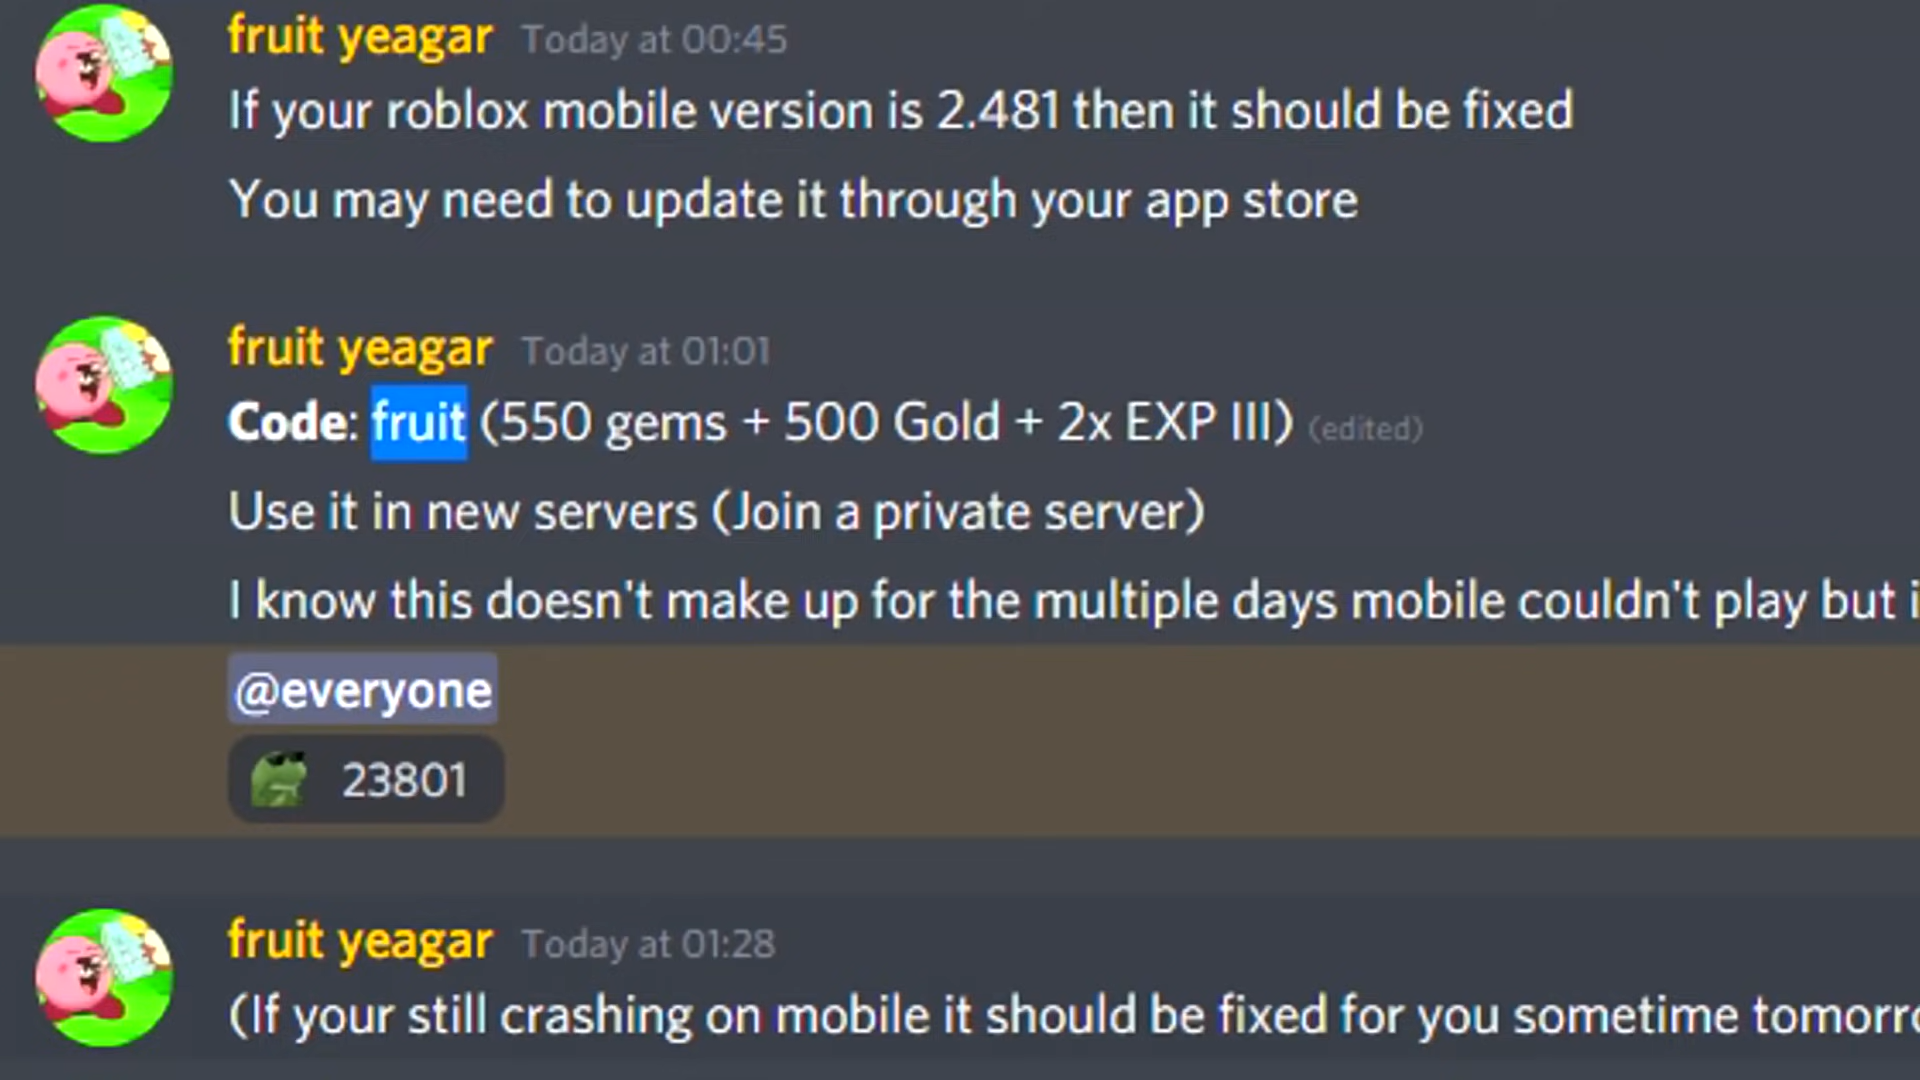 fruit yeagar Today at 00:45
If your roblox mobile version is 2.481 then it should be fixed
You may need to update it through your app store
fruit yeagar Today at 01:01
Code: fruit (550 gems + 500 Gold + 2x EXP III) (edited)
Use it in new servers (Join a private server)
I know this doesn't make up for the multiple days mobile couldn't play but
@everyone
23801
fruit yeagar Today at 01:28
(If your still crashing on mobile it should be fixed for you sometime